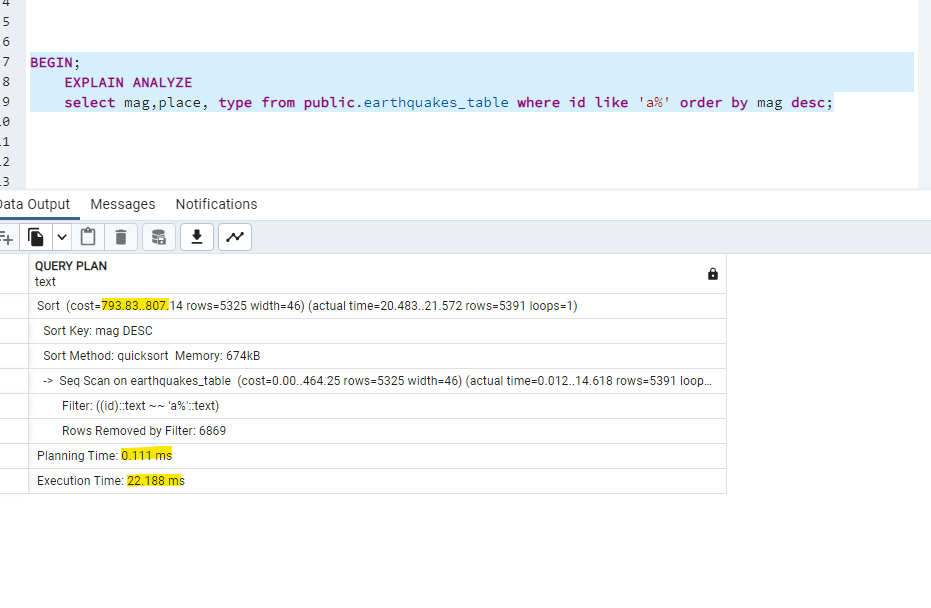 4
5
6
7 BEGIN;
8 EXPLAIN ANALYZE
9 select mag,place, type from public.earthquakes_table where id like 'a%' order by mag desc;
.0
.1
.2
.3
Data Output Messages Notifications
QUERY PLAN
text
Sort (cost=793.83..807.14 rows=5325 width=46) (actual time=20.483..21.572 rows=5391 loops=1)
Sort Key: mag DESC
Sort Method: quicksort Memory: 674kB
-> Seq Scan on earthquakes_table (cost=0.00..464.25 rows=5325 width=46) (actual time=0.012..14.618 rows=5391 loop...
Filter: ((id)::text ~~ 'a%'::text)
Rows Removed by Filter: 6869
Planning Time: 0.111 ms
Execution Time: 22.188 ms